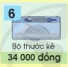 6
Bộ thước kẻ
34 000 đồng